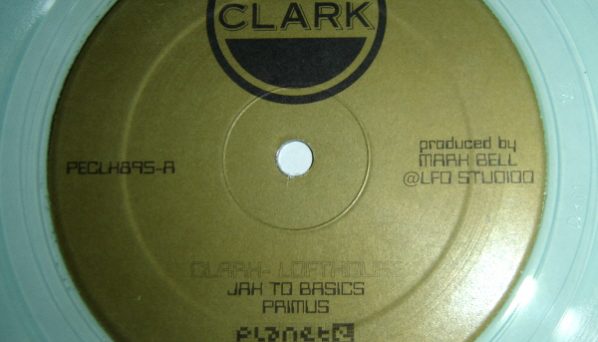 CLARK
PECLK895-A
produced by
MARK BELL
@LFO STUDIOO
CLARK- LOFTHOUSE
JAK TO BASICS
PRIMUS
planet E